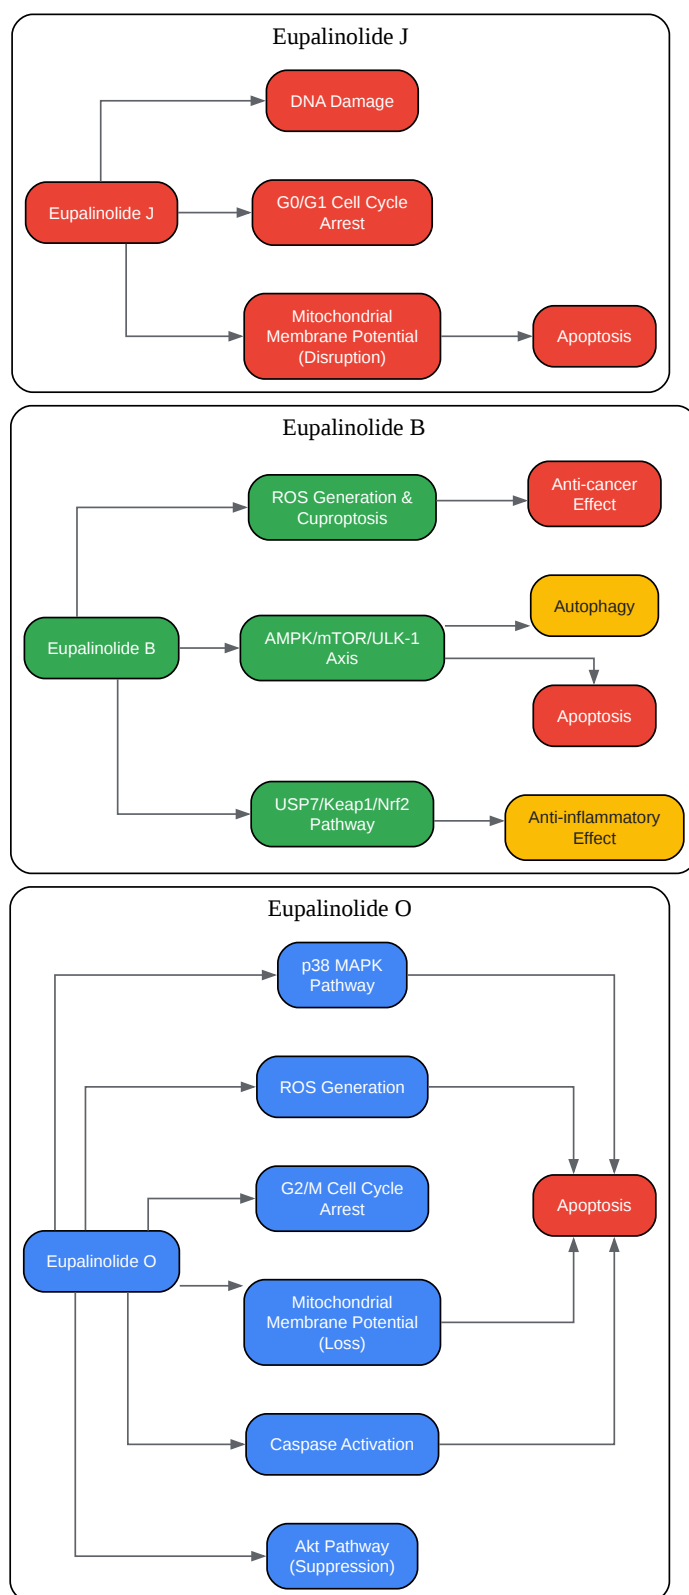 Eupalinolide J
DNA Damage
Eupalinolide J
G0/G1 Cell Cycle
Arrest
Mitochondrial
Membrane Potential
(Disruption)
Apoptosis
Eupalinolide B
ROS Generation &
Cuproptosis
Anti-cancer
Effect
Eupalinolide B
AMPK/mTOR/ULK-1
Axis
Autophagy
Apoptosis
USP7/Keap1/Nrf2
Pathway
Anti-inflammatory
Effect
Eupalinolide O
p38 MAPK
Pathway
ROS Generation
G2/M Cell Cycle
Arrest
Apoptosis
Eupalinolide O
Mitochondrial
Membrane Potential
(Loss)
Caspase Activation
Akt Pathway
(Suppression)